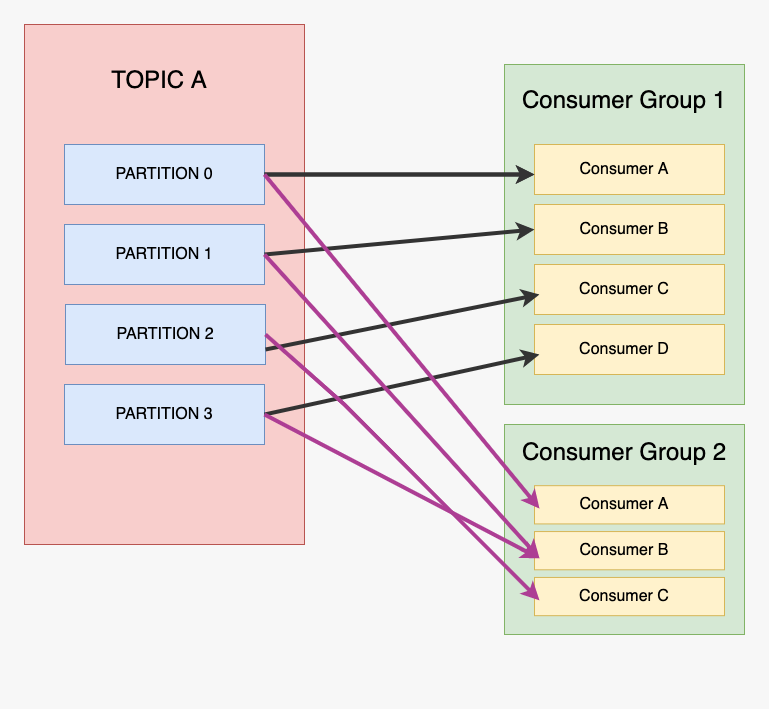 TOPIC A
PARTITION 0
PARTITION 1
PARTITION 2
PARTITION 3
Consumer Group 1
Consumer A
Consumer B
Consumer C
Consumer D
Consumer Group 2
Consumer A
Consumer B
Consumer C